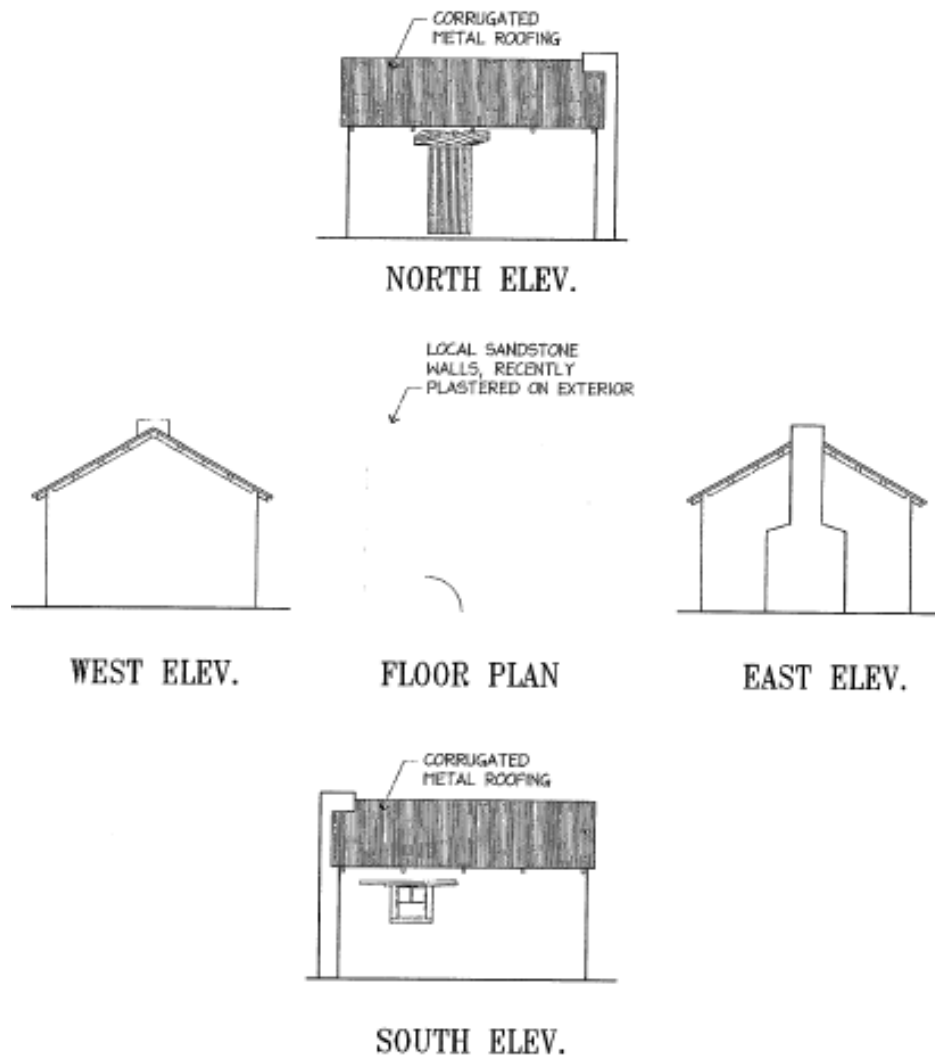 CORRUGATED
METAL ROOFING
NORTH ELEV.
LOCAL SANDSTONE
WALLS, RECENTLY
PLASTERED ON EXTERIOR
WEST ELEV.
FLOOR PLAN
EAST ELEV.
CORRUGATED
METAL ROOFING
SOUTH ELEV.